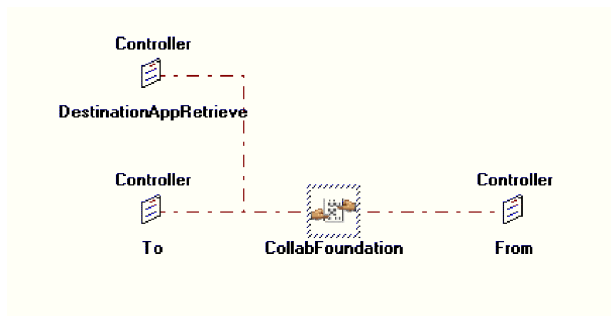 Controller
DestinationAppRetrieve
Controller
Controller
To
CollabFoundation
From